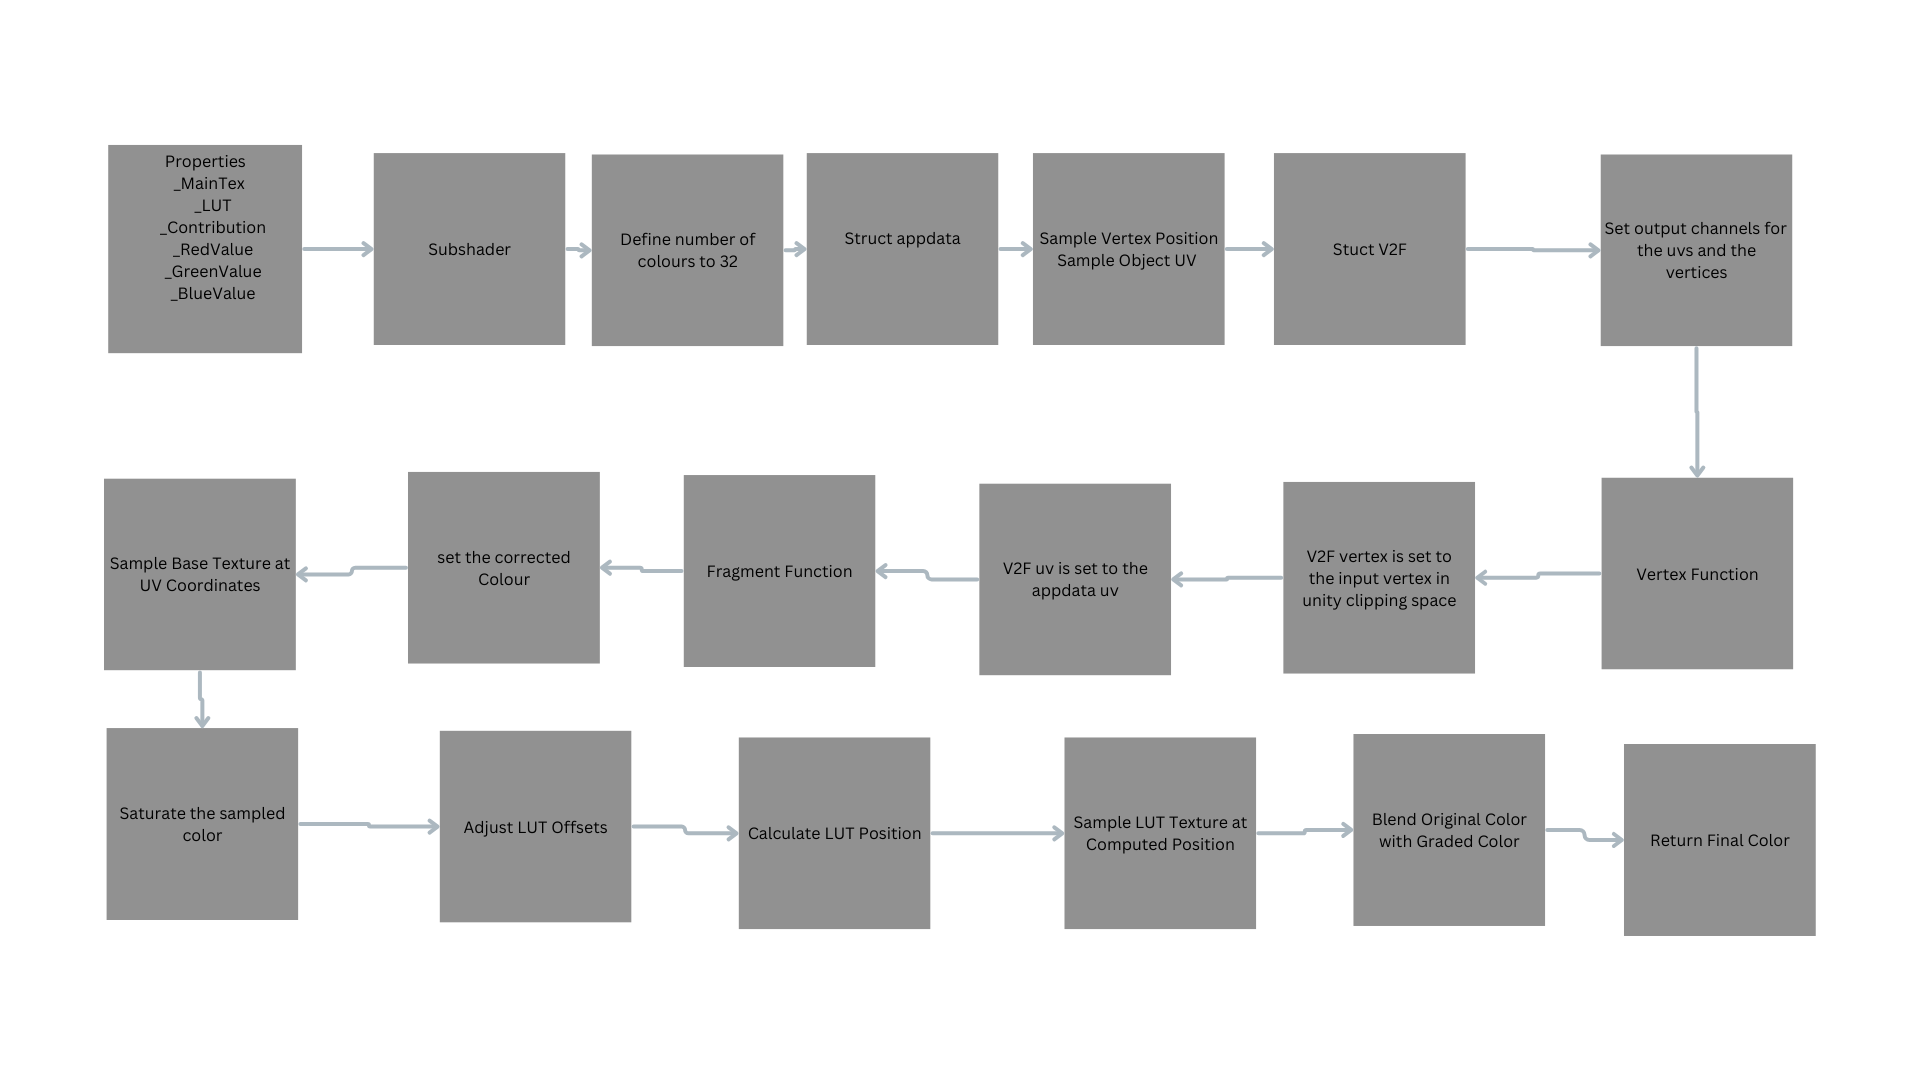 Properties
_MainTex
_LUT
_Contribution
_RedValue
_GreenValue
_BlueValue
Subshader
Define number of
colours to 32
Struct appdata
Sample Vertex Position
Sample Object UV
Stuct V2F
Set output channels for
the uvs and the
vertices
Vertex Function
V2F vertex is set to
the input vertex in
unity clipping space
V2F uv is set to the
appdata uv
Fragment Function
set the corrected
Colour
Sample Base Texture at
UV Coordinates
Saturate the sampled
color
Adjust LUT Offsets
Calculate LUT Position
Sample LUT Texture at
Computed Position
Blend Original Color
with Graded Color
Return Final Color